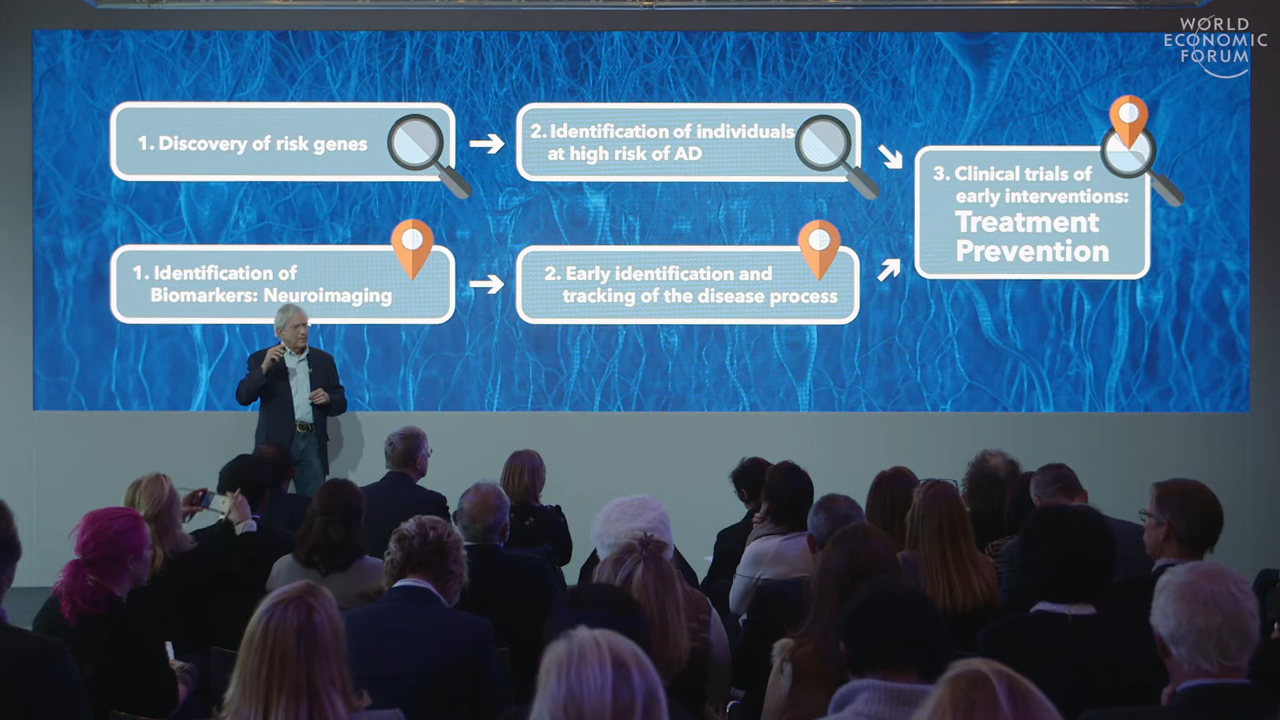 WORLD
ECONOMIC
FORUM
1. Discovery of risk genes
2. Identification of individuals
at high risk of AD
3. Clinical trials of
early interventions:
Treatment
Prevention
1. Identification of
Biomarkers: Neuroimaging
2. Early identification and
tracking of the disease process